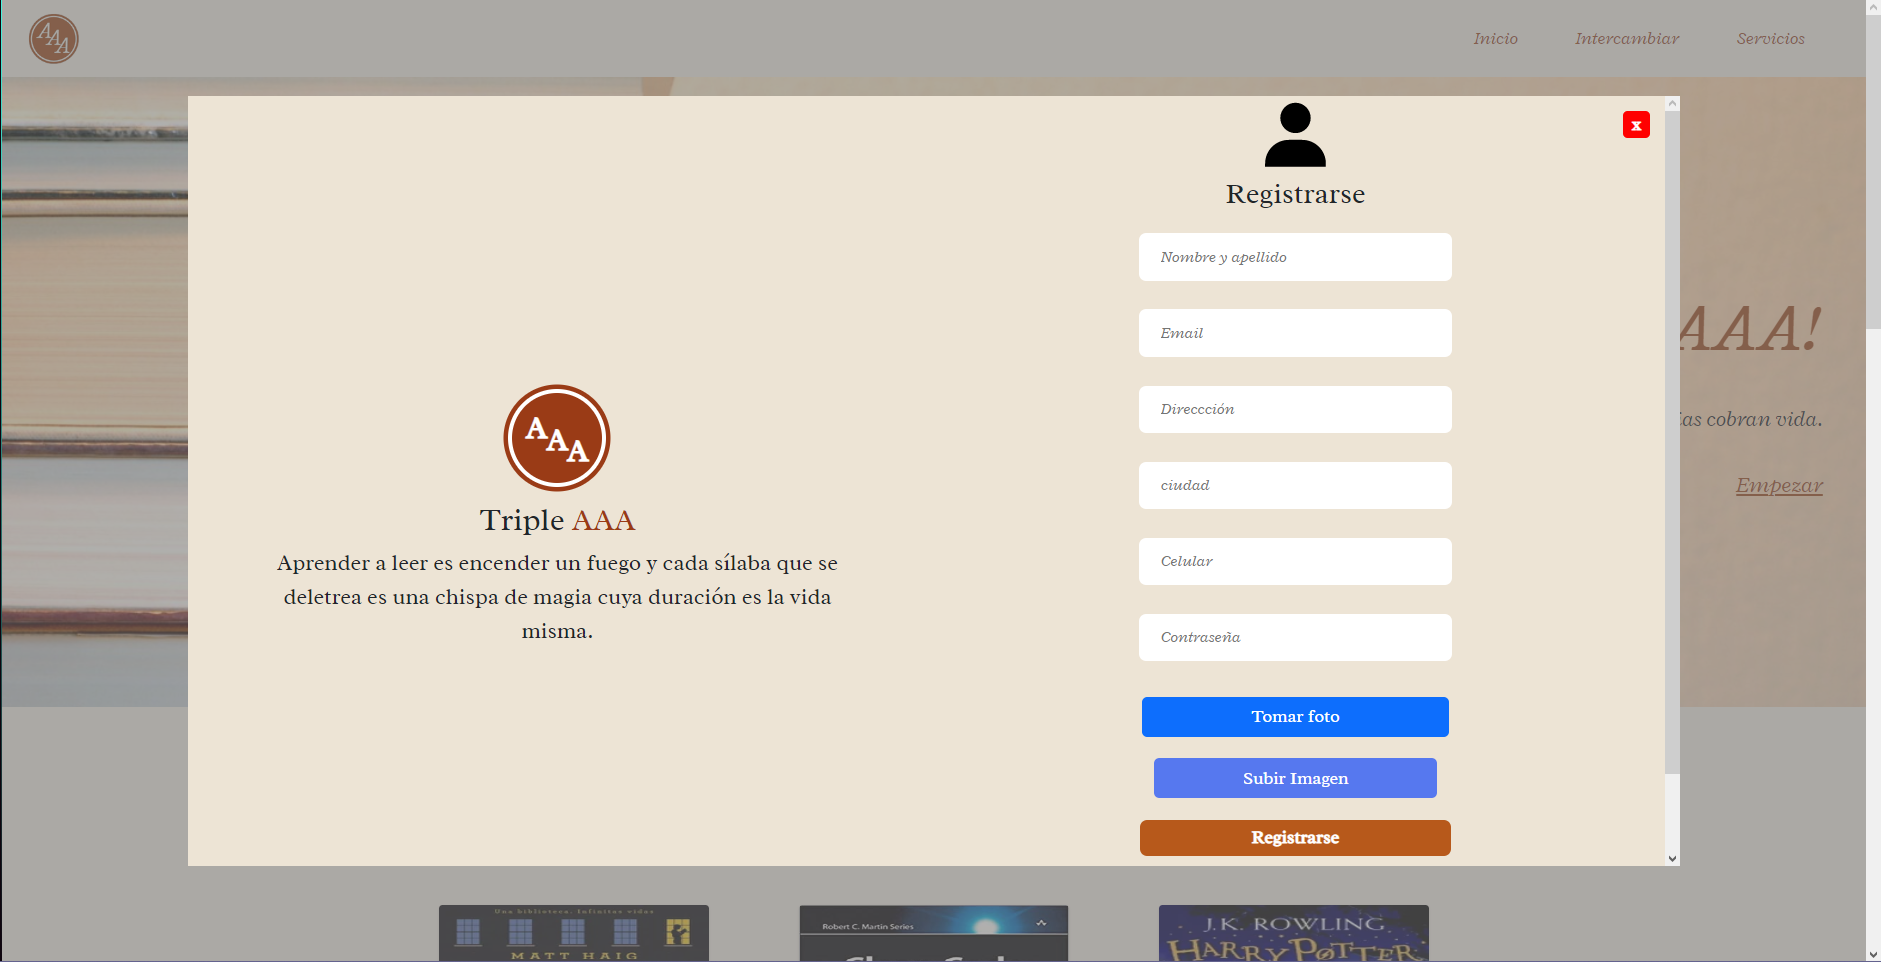 AAA
Inicio
Intercambiar
Servicios
x
Registrarse
Nombre y apellido
Email
Direccción
ciudad
Celular
Contraseña
Tomar foto
Subir Imagen
Registrarse
AAA
Triple AAA
Aprender a leer es encender un fuego y cada sílaba que se
deletrea es una chispa de magia cuya duración es la vida
misma.
AAA!
ias cobran vida.
Empezar
Una biblioteca. Infinitas vidas
MATT HAIG
Robert C. Martin Series
J.K. ROWLING
HARRY POTTER